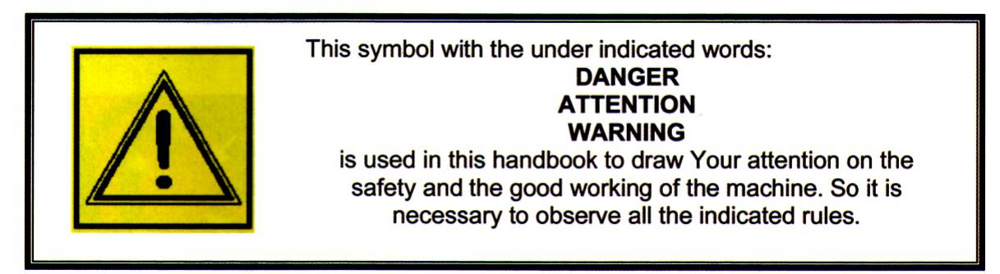 This symbol with the under indicated words:
DANGER
ATTENTION
WARNING
is used in this handbook to draw Your attention on the
safety and the good working of the machine. So it is
necessary to observe all the indicated rules.